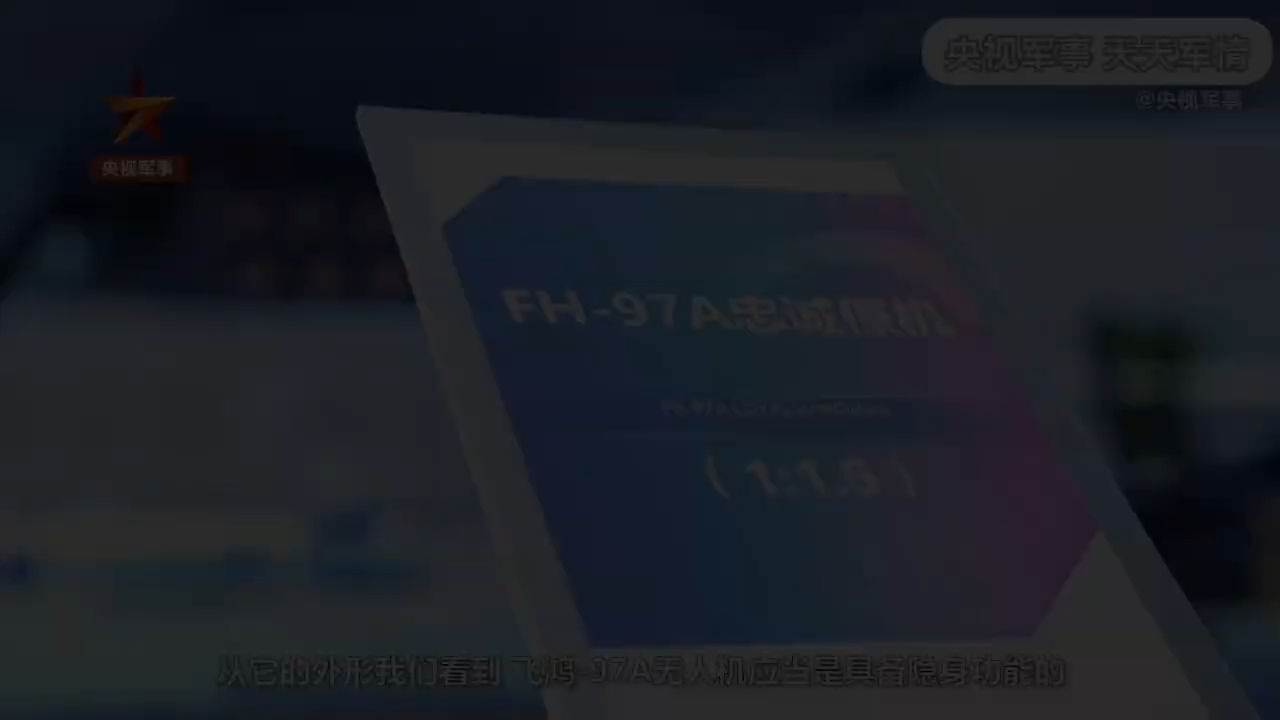 央视军事 天天军情
@央视军事
央视军事
FH-97A忠诚僚机
(1:1.5)
从它的外形我们看到 飞鸿-97A无人机应当是具备隐身功能的